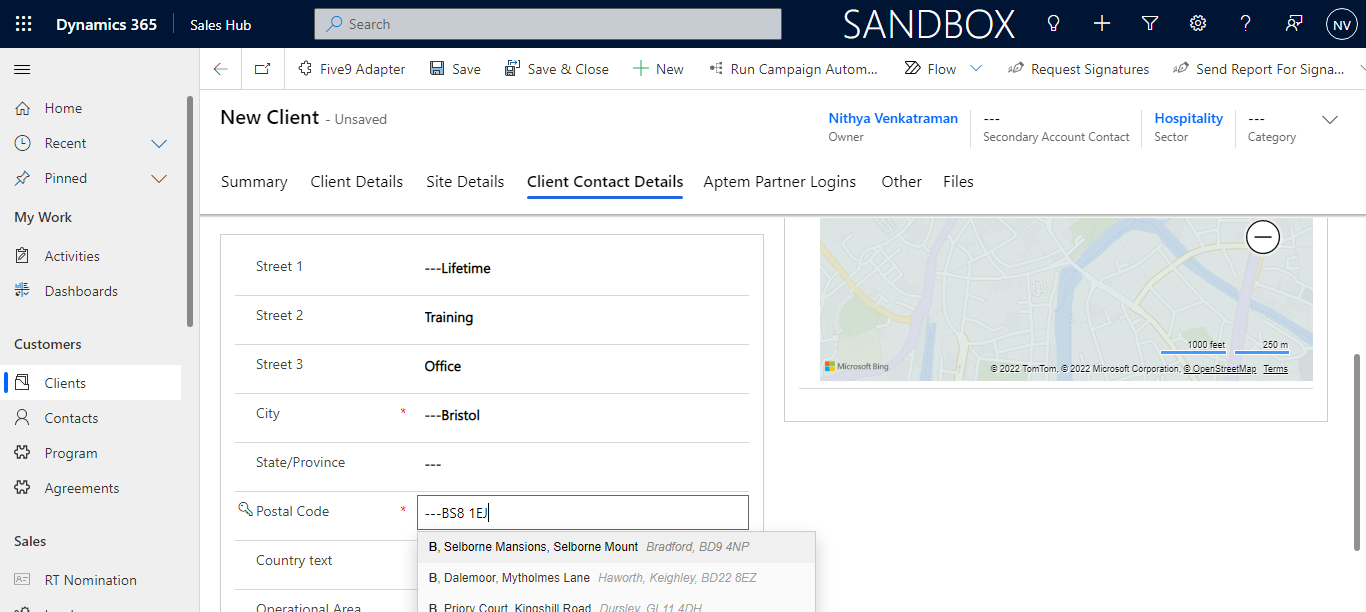 Dynamics 365 Sales Hub Search SANDBOX ? NV
Five9 Adapter Save Save & Close New Run Campaign Autom... Flow Request Signatures Send Report For Signa...
New Client - Unsaved
Nithya Venkatraman --- Hospitality ---
Owner Secondary Account Contact Sector Category
Summary Client Details Site Details Client Contact Details Aptem Partner Logins Other Files
Home
Recent
Pinned
My Work
Activities
Dashboards
Customers
Clients
Contacts
Program
Agreements
Sales
RT Nomination
Street 1 ---Lifetime
Street 2 Training
Street 3 Office
City * ---Bristol
State/Province ---
Postal Code * ---BS8 1EJ
B, Selborne Mansions, Selborne Mount Bradford, BD9 4NP
Country text
B, Dalemoor, Mytholmes Lane Haworth, Keighley, BD22 8EZ
Operational Area
B, Priory Court, Kingshill Road Dursley, GL11 4DH
1000 feet 250 m
Microsoft Bing
© 2022 TomTom, © 2022 Microsoft Corporation, © OpenStreetMap Terms